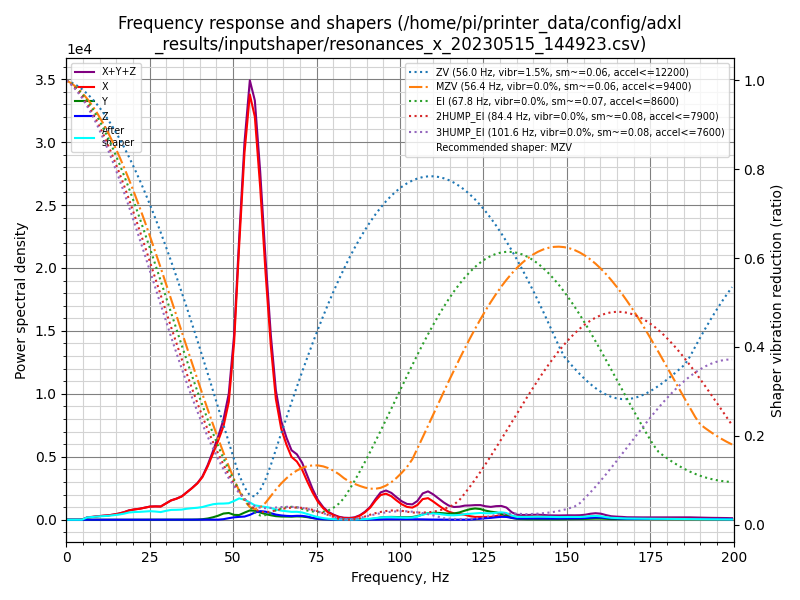 Frequency response and shapers (/home/pi/printer_data/config/adxl
_results/inputshaper/resonances_x_20230515_144923.csv)
1e4
X+Y+Z
X
Y
Z
After
shaper
ZV (56.0 Hz, vibr=1.5%, sm~=0.06, accel<=12200)
MZV (56.4 Hz, vibr=0.0%, sm~=0.06, accel<=9400)
EI (67.8 Hz, vibr=0.0%, sm~=0.07, accel<=8600)
2HUMP_EI (84.4 Hz, vibr=0.0%, sm~=0.08, accel<=7900)
3HUMP_EI (101.6 Hz, vibr=0.0%, sm~=0.08, accel<=7600)
Recommended shaper: MZV
Power spectral density
3.5
3.0
2.5
2.0
1.5
1.0
0.5
0.0
Shaper vibration reduction (ratio)
1.0
0.8
0.6
0.4
0.2
0.0
0 25 50 75 100 125 150 175 200
Frequency, Hz